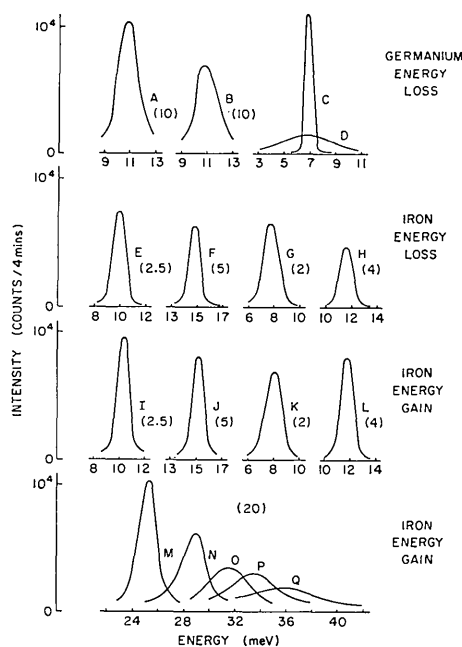 10⁴
0
A
(10)
B
(10)
C
D
9 11 13 9 11 13 3 5 7 9 11
GERMANIUM
ENERGY
LOSS
10⁴
0
E
(2.5)
F
(5)
G
(2)
H
(4)
8 10 12 13 15 17 6 8 10 10 12 14
IRON
ENERGY
LOSS
INTENSITY (COUNTS/4mins)
10⁴
0
I
(2.5)
J
(5)
K
(2)
L
(4)
8 10 12 13 15 17 6 8 10 10 12 14
IRON
ENERGY
GAIN
10⁴
0
(20)
M
N
O
P
Q
24 28 32 36 40
IRON
ENERGY
GAIN
ENERGY (meV)